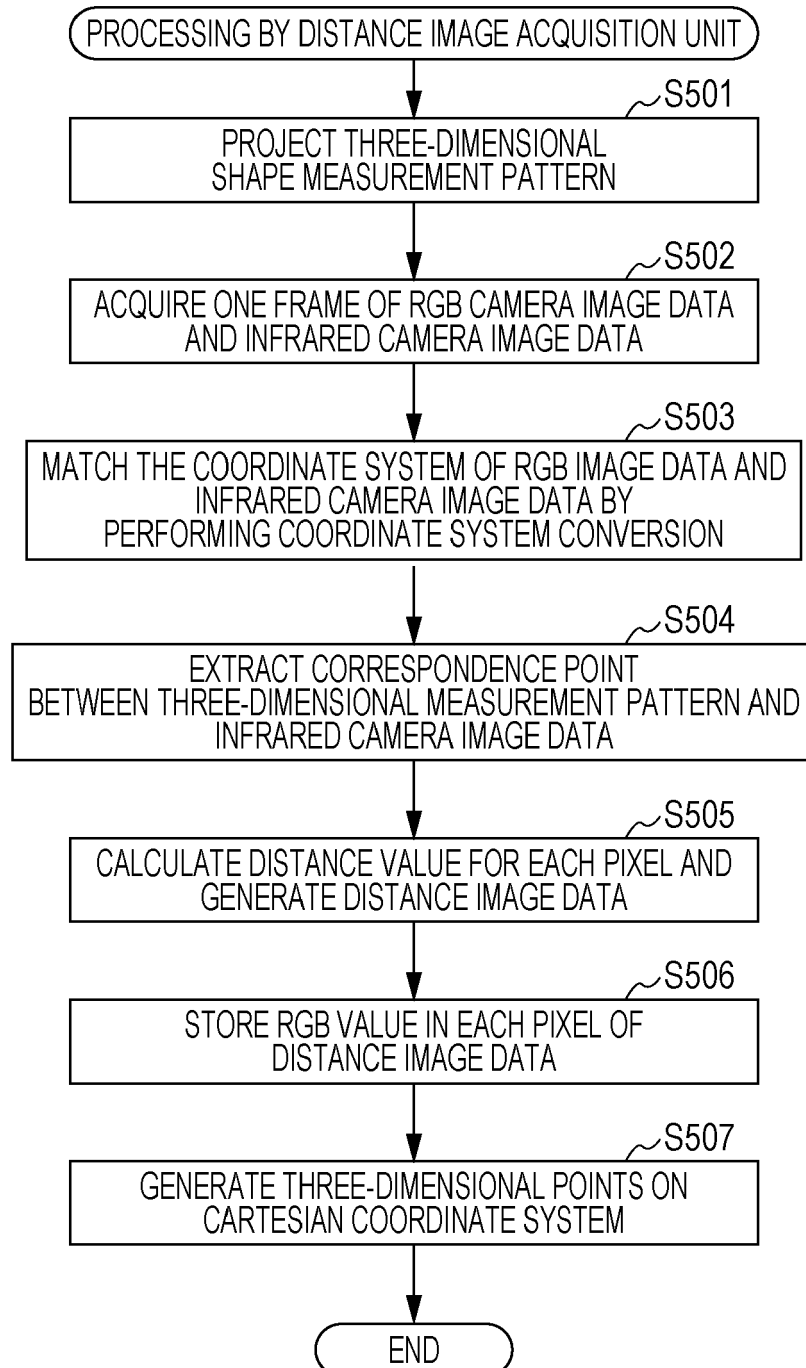 PROCESSING BY DISTANCE IMAGE ACQUISITION UNIT
S501
PROJECT THREE-DIMENSIONAL
SHAPE MEASUREMENT PATTERN
S502
ACQUIRE ONE FRAME OF RGB CAMERA IMAGE DATA
AND INFRARED CAMERA IMAGE DATA
S503
MATCH THE COORDINATE SYSTEM OF RGB IMAGE DATA AND
INFRARED CAMERA IMAGE DATA BY
PERFORMING COORDINATE SYSTEM CONVERSION
S504
EXTRACT CORRESPONDENCE POINT
BETWEEN THREE-DIMENSIONAL MEASUREMENT PATTERN AND
INFRARED CAMERA IMAGE DATA
S505
CALCULATE DISTANCE VALUE FOR EACH PIXEL AND
GENERATE DISTANCE IMAGE DATA
S506
STORE RGB VALUE IN EACH PIXEL OF
DISTANCE IMAGE DATA
S507
GENERATE THREE-DIMENSIONAL POINTS ON
CARTESIAN COORDINATE SYSTEM
END